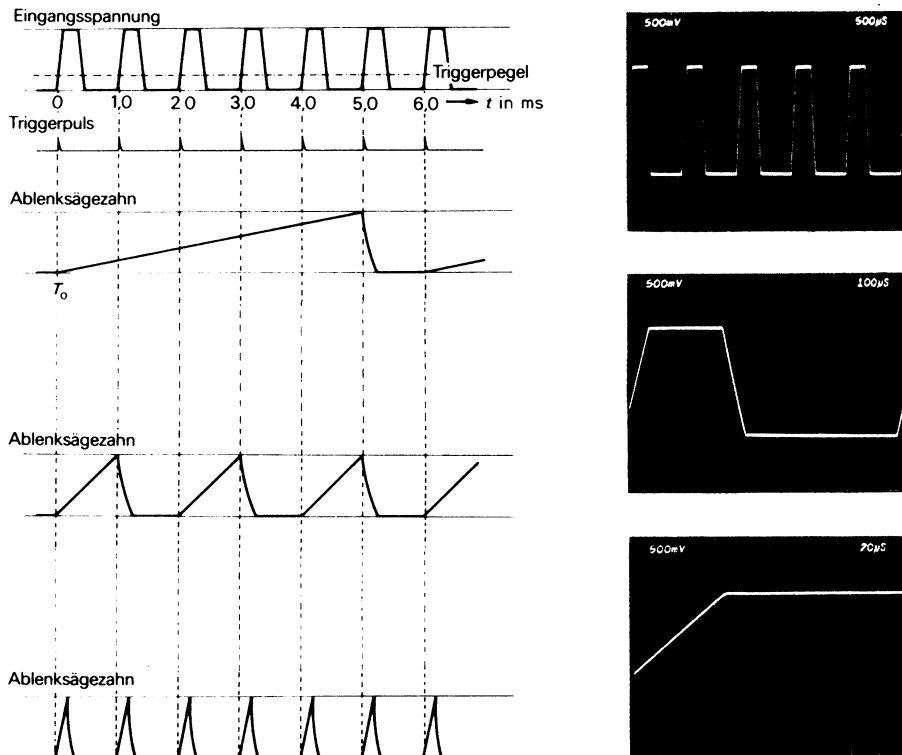 Eingangsspannung
Triggerpegel
0 1,0 2 0 3,0 4,0 5,0 6,0 t in ms
Triggerpuls
Ablenksägezahn
T₀
Ablenksägezahn
Ablenksägezahn
500mV 500µS
500mV 100µS
500mV 20µS